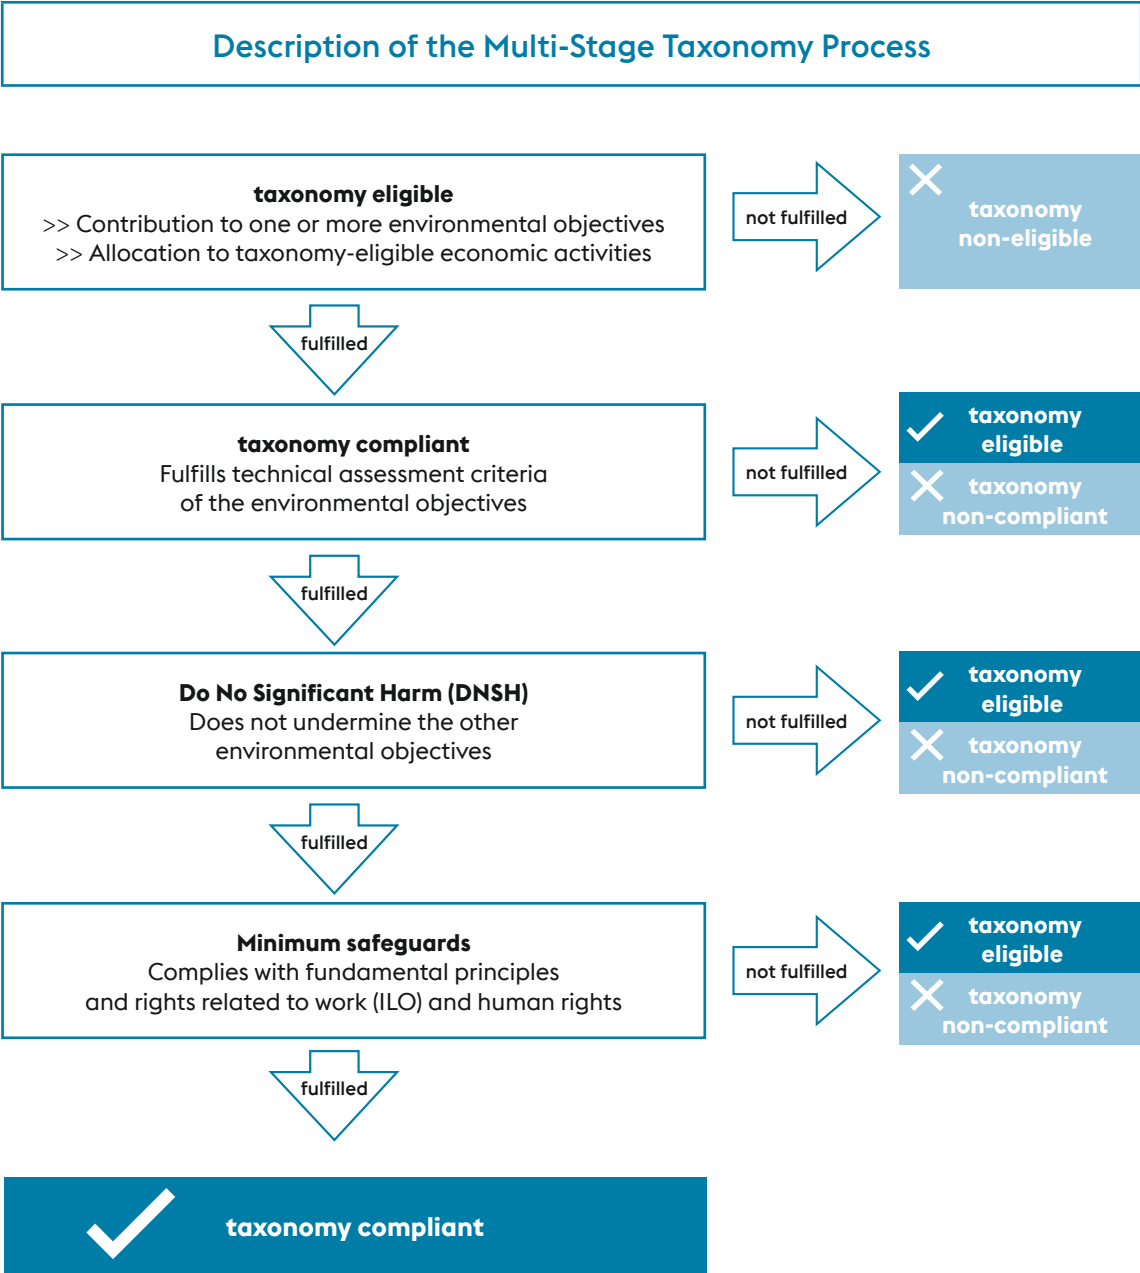 Description of the Multi-Stage Taxonomy Process
taxonomy eligible
>> Contribution to one or more environmental objectives
>> Allocation to taxonomy-eligible economic activities
not fulfilled
taxonomy
non-eligible
fulfilled
taxonomy compliant
Fulfills technical assessment criteria
of the environmental objectives
not fulfilled
taxonomy
eligible
taxonomy
non-compliant
fulfilled
Do No Significant Harm (DNSH)
Does not undermine the other
environmental objectives
not fulfilled
taxonomy
eligible
taxonomy
non-compliant
fulfilled
Minimum safeguards
Complies with fundamental principles
and rights related to work (ILO) and human rights
not fulfilled
taxonomy
eligible
taxonomy
non-compliant
fulfilled
taxonomy compliant